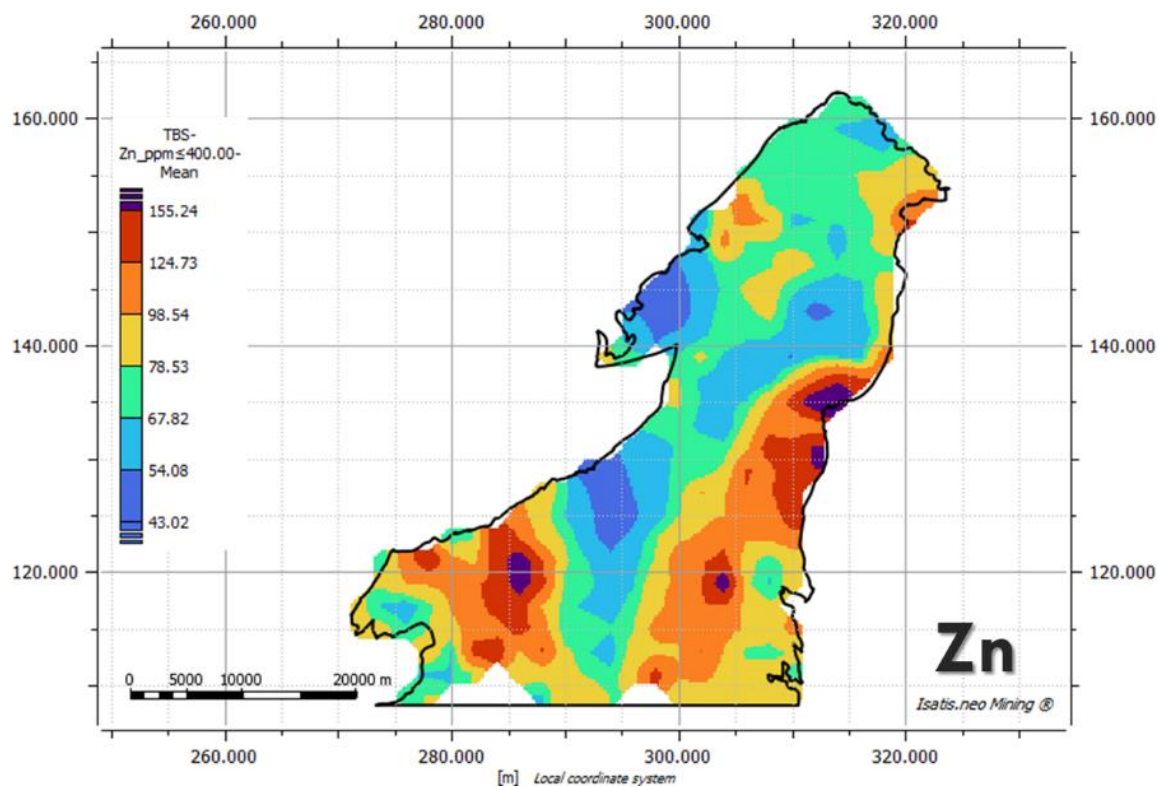 280.000 300.000 320.000
260.000
160.000 160.000
TBS-
Zn_ppm≤400.00-
Mean
155.24
124.73
98.54
140.000 140.000
78.53
67.82
54.08
43.02
120.000 120.000
Zn
0 5000 10000 20000 m
Isatis.neo Mining ®
260.000 280.000 300.000 320.000
[m] Local coordinate system